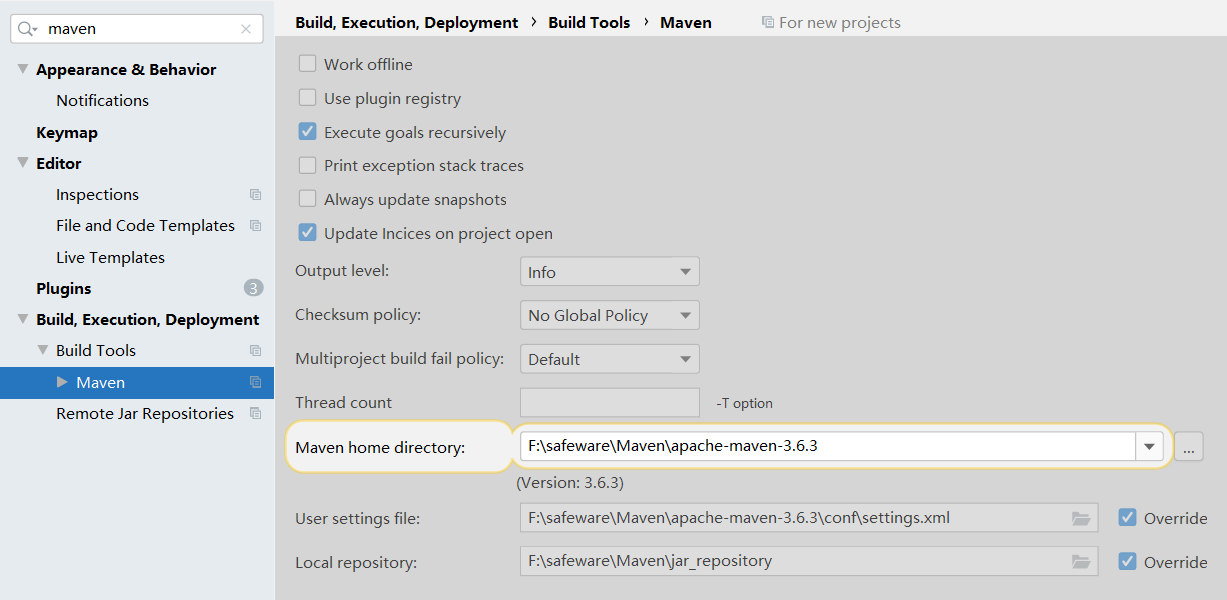 maven
Appearance & Behavior
Notifications
Keymap
Editor
Inspections
File and Code Templates
Live Templates
Plugins 3
Build, Execution, Deployment
Build Tools
Maven
Remote Jar Repositories
Build, Execution, Deployment › Build Tools › Maven For new projects
Work offline
Use plugin registry
Execute goals recursively
Print exception stack traces
Always update snapshots
Update Incices on project open
Output level: Info
Checksum policy: No Global Policy
Multiproject build fail policy: Default
Thread count -T option
Maven home directory: F:\safeware\Maven\apache-maven-3.6.3 ...
(Version: 3.6.3)
User settings file: F:\safeware\Maven\apache-maven-3.6.3\conf\settings.xml Override
Local repository: F:\safeware\Maven\jar_repository Override